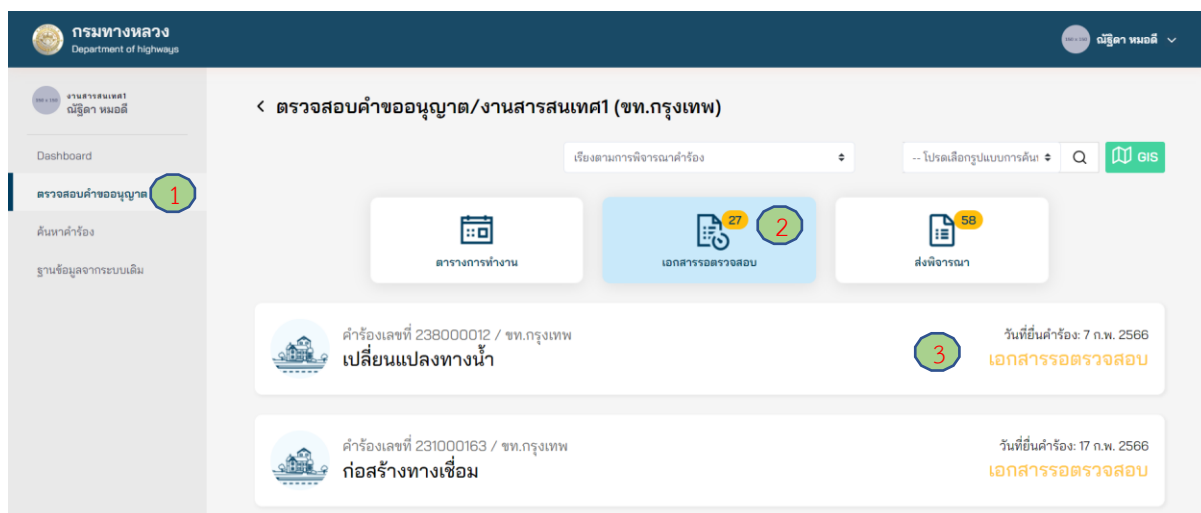 กรมทางหลวง
Department of highways
ณัฐิดา หมอดี
งานสารสนเทศ1
ณัฐิดา หมอดี
Dashboard
ตรวจสอบคำขออนุญาต
1
ค้นหาคำร้อง
ฐานข้อมูลจากระบบเดิม
< ตรวจสอบคำขออนุญาต/งานสารสนเทศ1 (ขท.กรุงเทพ)
เรียงตามการพิจารณาคำร้อง
-- โปรดเลือกรูปแบบการค้นห
GIS
ตารางการทำงาน
27
2
เอกสารรอตรวจสอบ
58
ส่งพิจารณา
คำร้องเลขที่ 238000012 / ขท.กรุงเทพ
เปลี่ยนแปลงทางน้ำ
3
วันที่ยื่นคำร้อง: 7 ก.พ. 2566
เอกสารรอตรวจสอบ
คำร้องเลขที่ 231000163 / ขท.กรุงเทพ
ก่อสร้างทางเชื่อม
วันที่ยื่นคำร้อง: 17 ก.พ. 2566
เอกสารรอตรวจสอบ